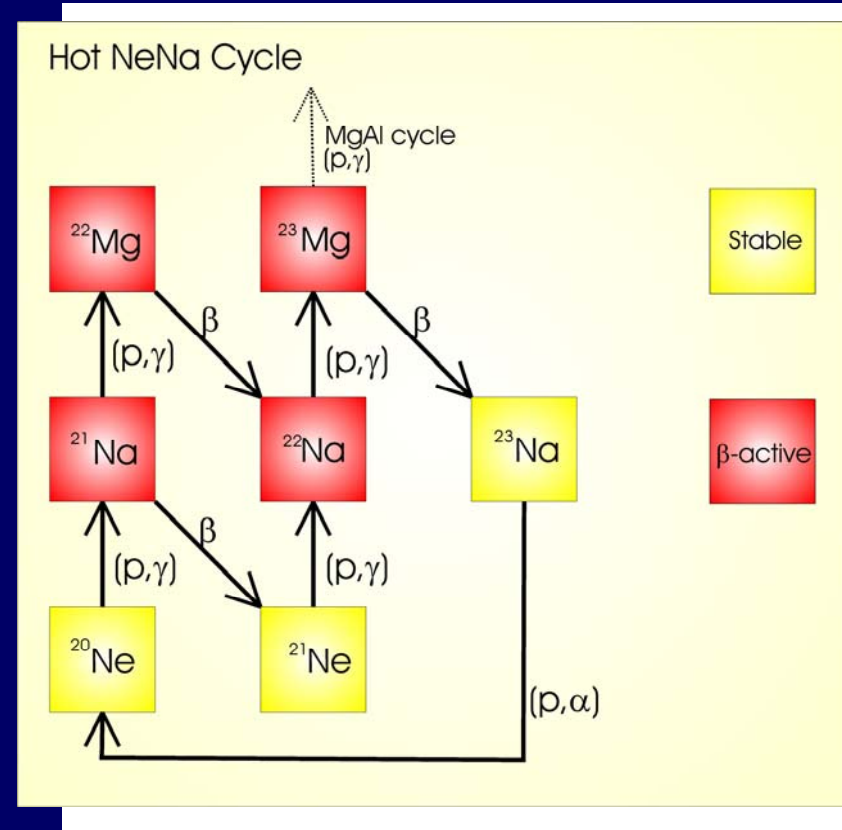 Hot NeNa Cycle
MgAl cycle
(p,γ)
²²Mg
²³Mg
Stable
β
β
(p,γ)
(p,γ)
²¹Na
²²Na
²³Na
β-active
β
(p,γ)
(p,γ)
²⁰Ne
²¹Ne
(p,α)